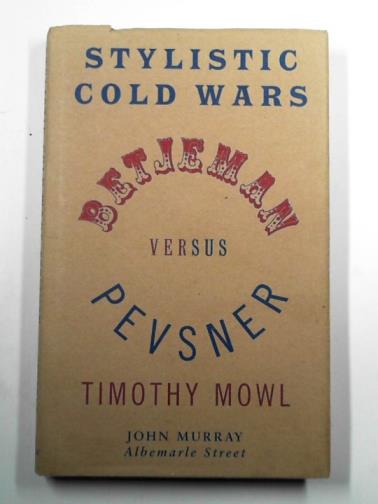 STYLISTIC
COLD WARS
BETJEMAN
VERSUS
PEVSNER
TIMOTHY MOWL
JOHN MURRAY
Albemarle Street